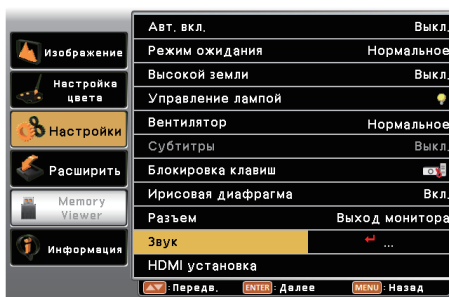 Изображение
Настройка
цвета
Настройки
Расширить
Memory
Viewer
Информация
Авт. вкл. Выкл.
Режим ожидания Нормальное
Высокой земли Выкл.
Управление лампой
Вентилятор Нормальное
Субтитры Выкл.
Блокировка клавиш
Ирисовая диафрагма Вкл.
Разъем Выход монитора
Звук ...
HDMI установка
:Передв. ENTER :Далее MENU :Назад